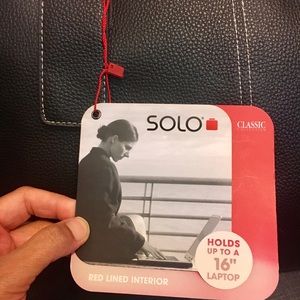 SOLO
CLASSIC
HOLDS
UP TO A
16"
LAPTOP
RED LINED INTERIOR